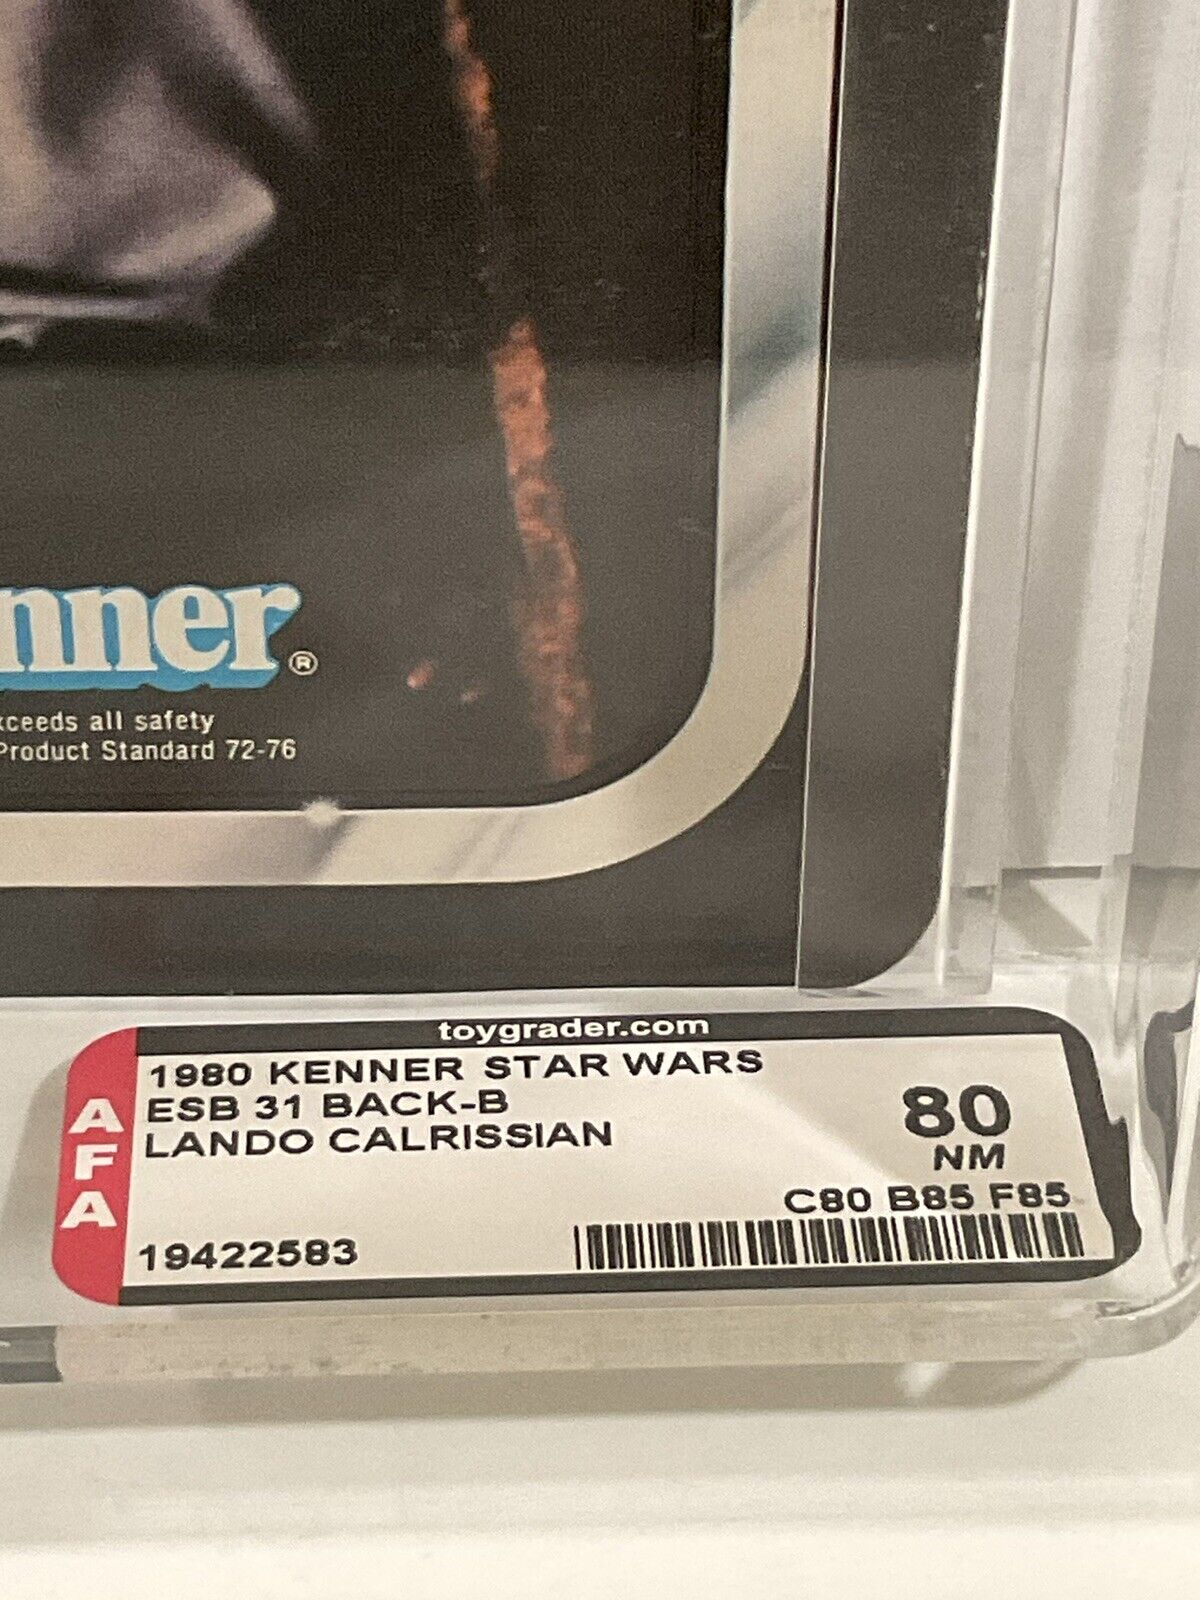 nner®
xceeds all safety
Product Standard 72-76
toygrader.com
AFA
1980 KENNER STAR WARS
ESB 31 BACK-B
LANDO CALRISSIAN
80
NM
C80 B85 F85
19422583